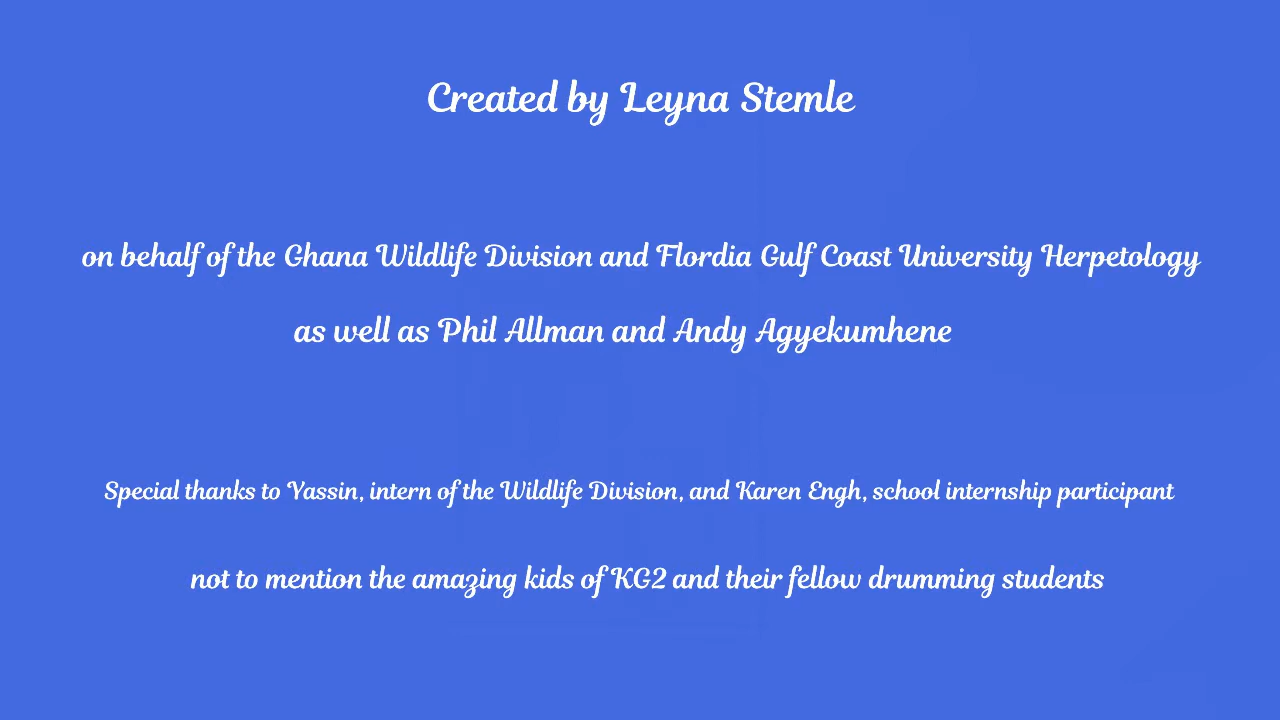 Created by Leyna Stemle
on behalf of the Ghana Wildlife Division and Flordia Gulf Coast University Herpetology
as well as Phil Allman and Andy Agyekumhene
Special thanks to Yassin, intern of the Wildlife Division, and Karen Engh, school internship participant
not to mention the amazing kids of KG2 and their fellow drumming students